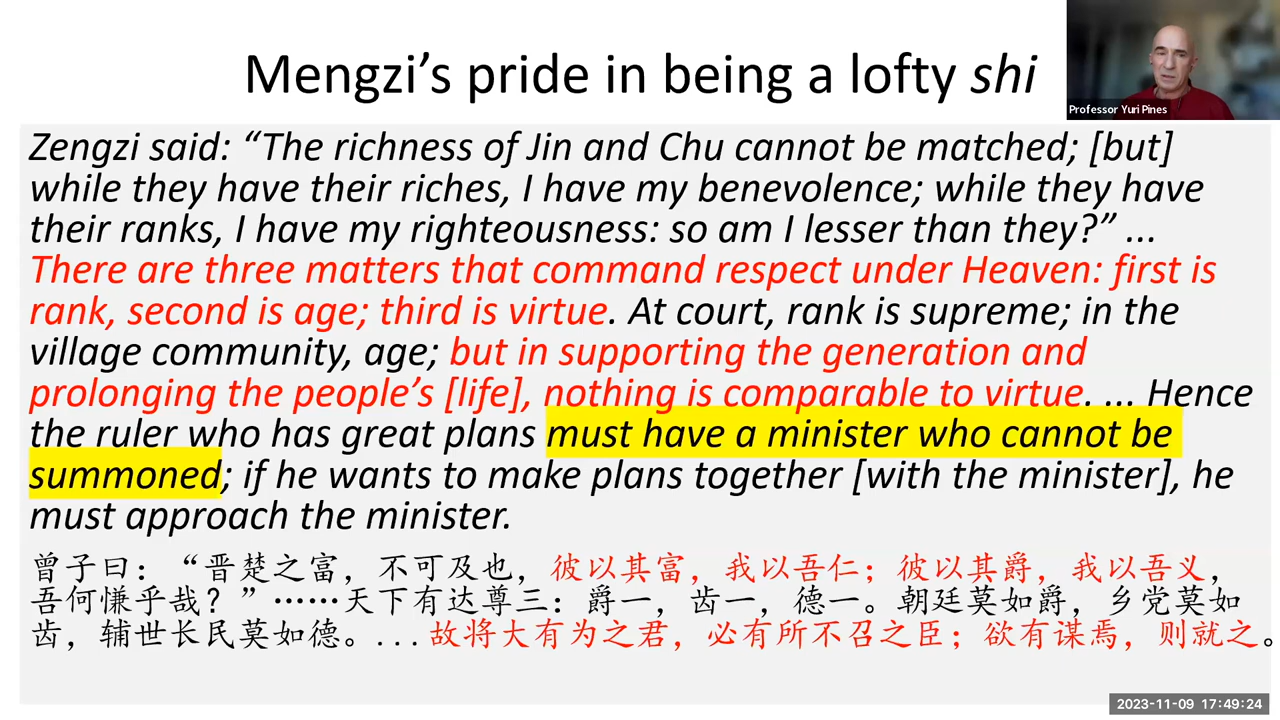 Mengzi’s pride in being a lofty shi
Professor Yuri Pines
Zengzi said: “The richness of Jin and Chu cannot be matched; [but]
while they have their riches, I have my benevolence; while they have
their ranks, I have my righteousness: so am I lesser than they?” ...
There are three matters that command respect under Heaven: first is
rank, second is age; third is virtue. At court, rank is supreme; in the
village community, age; but in supporting the generation and
prolonging the people’s [life], nothing is comparable to virtue. ... Hence
the ruler who has great plans must have a minister who cannot be
summoned; if he wants to make plans together [with the minister], he
must approach the minister.
曾子曰：“晋楚之富，不可及也，彼以其富，我以吾仁；彼以其爵，我以吾义，
吾何慊乎哉？”……天下有达尊三：爵一，齿一，德一。朝廷莫如爵，乡党莫如
齿，辅世长民莫如德。...故将大有为之君，必有所不召之臣；欲有谋焉，则就之。
2023-11-09 17:49:24